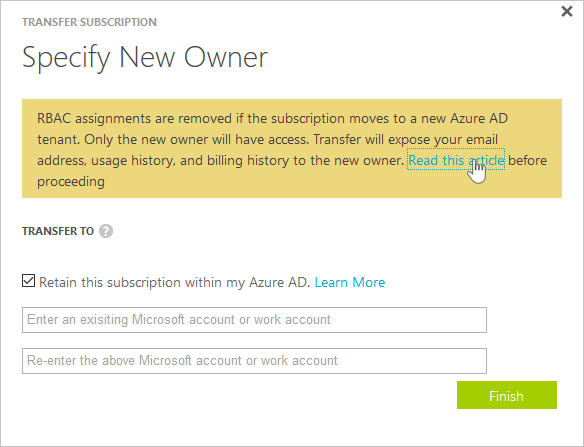 TRANSFER SUBSCRIPTION
Specify New Owner
RBAC assignments are removed if the subscription moves to a new Azure AD
tenant. Only the new owner will have access. Transfer will expose your email
address, usage history, and billing history to the new owner. Read this article before
proceeding
TRANSFER TO ?
Retain this subscription within my Azure AD. Learn More
Enter an exisiting Microsoft account or work account
Re-enter the above Microsoft account or work account
Finish